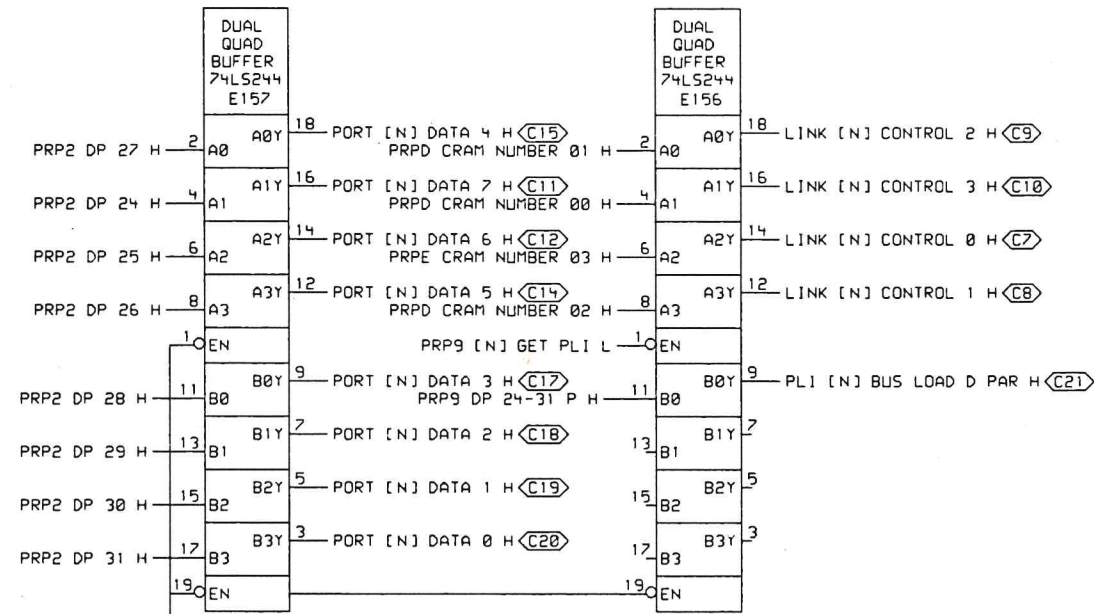 DUAL
QUAD
BUFFER
74LS244
E157
PRP2 DP 27 H 2 A0 A0Y 18 PORT [N] DATA 4 H C15
PRP2 DP 24 H 4 A1 A1Y 16 PORT [N] DATA 7 H C11
PRP2 DP 25 H 6 A2 A2Y 14 PORT [N] DATA 6 H C12
PRP2 DP 26 H 8 A3 A3Y 12 PORT [N] DATA 5 H C14
1 EN
PRP2 DP 28 H 11 B0 B0Y 9 PORT [N] DATA 3 H C17
PRP2 DP 29 H 13 B1 B1Y 7 PORT [N] DATA 2 H C18
PRP2 DP 30 H 15 B2 B2Y 5 PORT [N] DATA 1 H C19
PRP2 DP 31 H 17 B3 B3Y 3 PORT [N] DATA 0 H C20
19 EN
DUAL
QUAD
BUFFER
74LS244
E156
PRPD CRAM NUMBER 01 H 2 A0 A0Y 18 LINK [N] CONTROL 2 H C9
PRPD CRAM NUMBER 00 H 4 A1 A1Y 16 LINK [N] CONTROL 3 H C10
PRPE CRAM NUMBER 03 H 6 A2 A2Y 14 LINK [N] CONTROL 0 H C7
PRPD CRAM NUMBER 02 H 8 A3 A3Y 12 LINK [N] CONTROL 1 H C8
PRP9 [N] GET PLI L 1 EN
PRP9 DP 24-31 P H 11 B0 B0Y 9 PLI [N] BUS LOAD D PAR H C21
13 B1 B1Y 7
15 B2 B2Y 5
17 B3 B3Y 3
19 EN